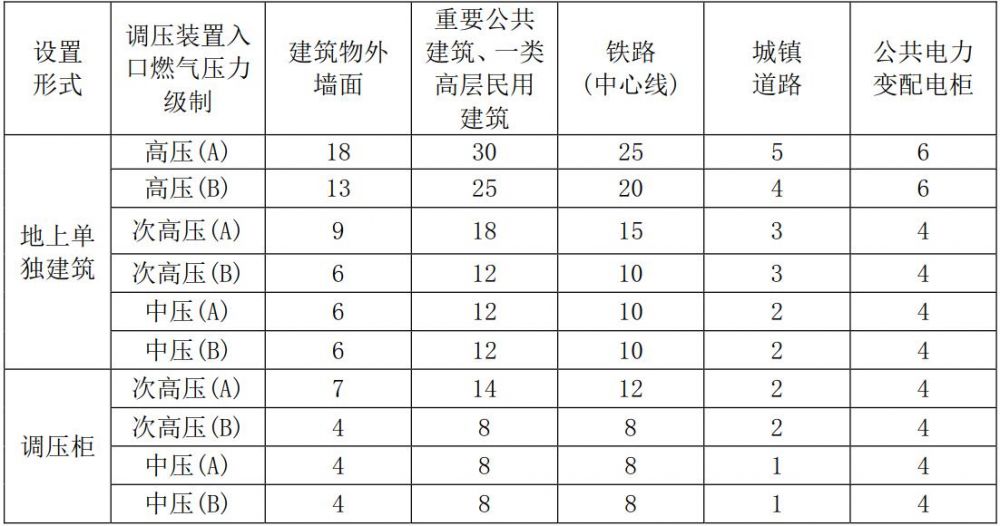 设置
形式
调压装置入
口燃气压力
级制
建筑物外
墙面
重要公共
建筑、一类
高层民用
建筑
铁路
(中心线)
城镇
道路
公共电力
变配电柜
地上单
独建筑
高压(A) 18 30 25 5 6
高压(B) 13 25 20 4 6
次高压(A) 9 18 15 3 4
次高压(B) 6 12 10 3 4
中压(A) 6 12 10 2 4
中压(B) 6 12 10 2 4
调压柜
次高压(A) 7 14 12 2 4
次高压(B) 4 8 8 2 4
中压(A) 4 8 8 1 4
中压(B) 4 8 8 1 4